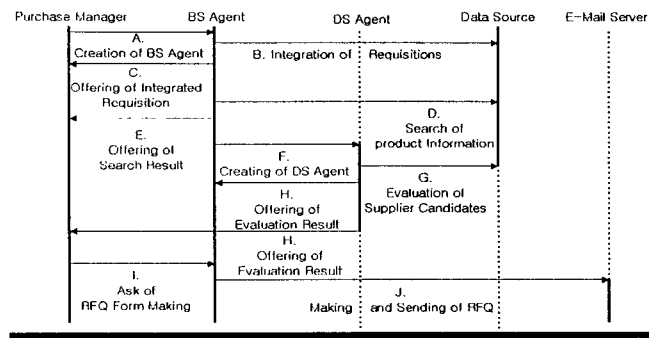 Purchase Manager BS Agent DS Agent Data Source E-Mail Server
A.
Creation of BS Agent
B. Integration of Requisitions
C.
Offering of Integrated
Requisition
D.
Search of
product Information
E.
Offering of
Search Result
F.
Creating of DS Agent
G.
Evaluation of
Supplier Candidates
H.
Offering of
Evaluation Result
H.
Offering of
Evaluation Result
I.
Ask of
RFQ Form Making
J.
Making and Sending of RFQ